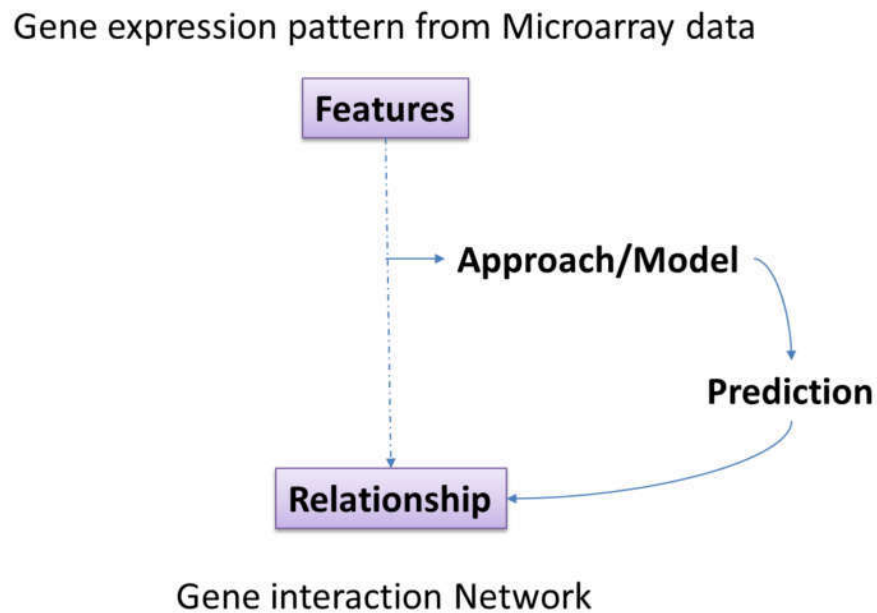 Gene expression pattern from Microarray data
Features
Approach/Model
Prediction
Relationship
Gene interaction Network